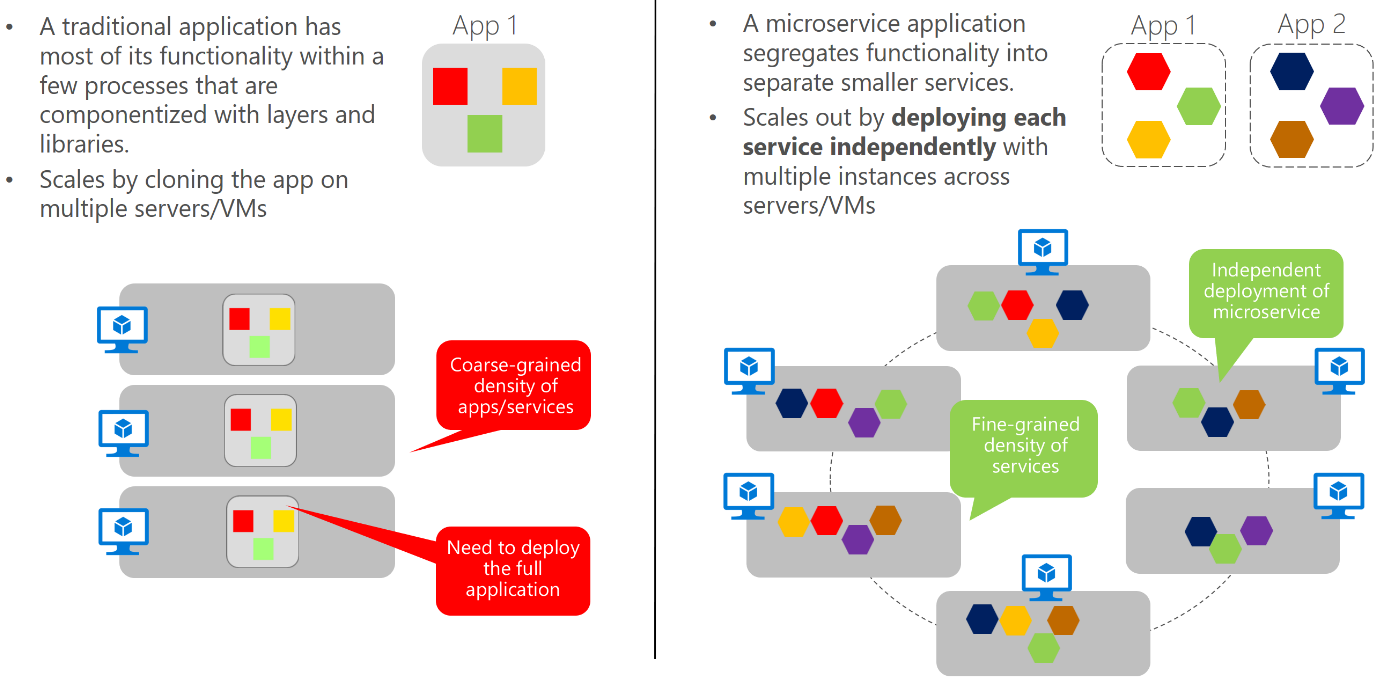 • A traditional application has
most of its functionality within a
few processes that are
componentized with layers and
libraries.
• Scales by cloning the app on
multiple servers/VMs
App 1
Coarse-grained
density of
apps/services
Need to deploy
the full
application
• A microservice application
segregates functionality into
separate smaller services.
• Scales out by deploying each
service independently with
multiple instances across
servers/VMs
App 1
App 2
Independent
deployment of
microservice
Fine-grained
density of
services